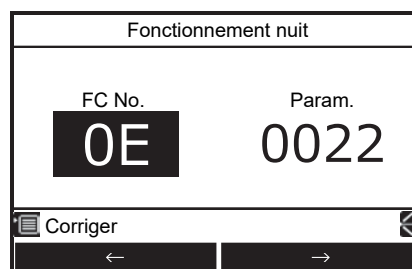 Fonctionnement nuit
FC No. Param.
0E 0022
Corriger
← →